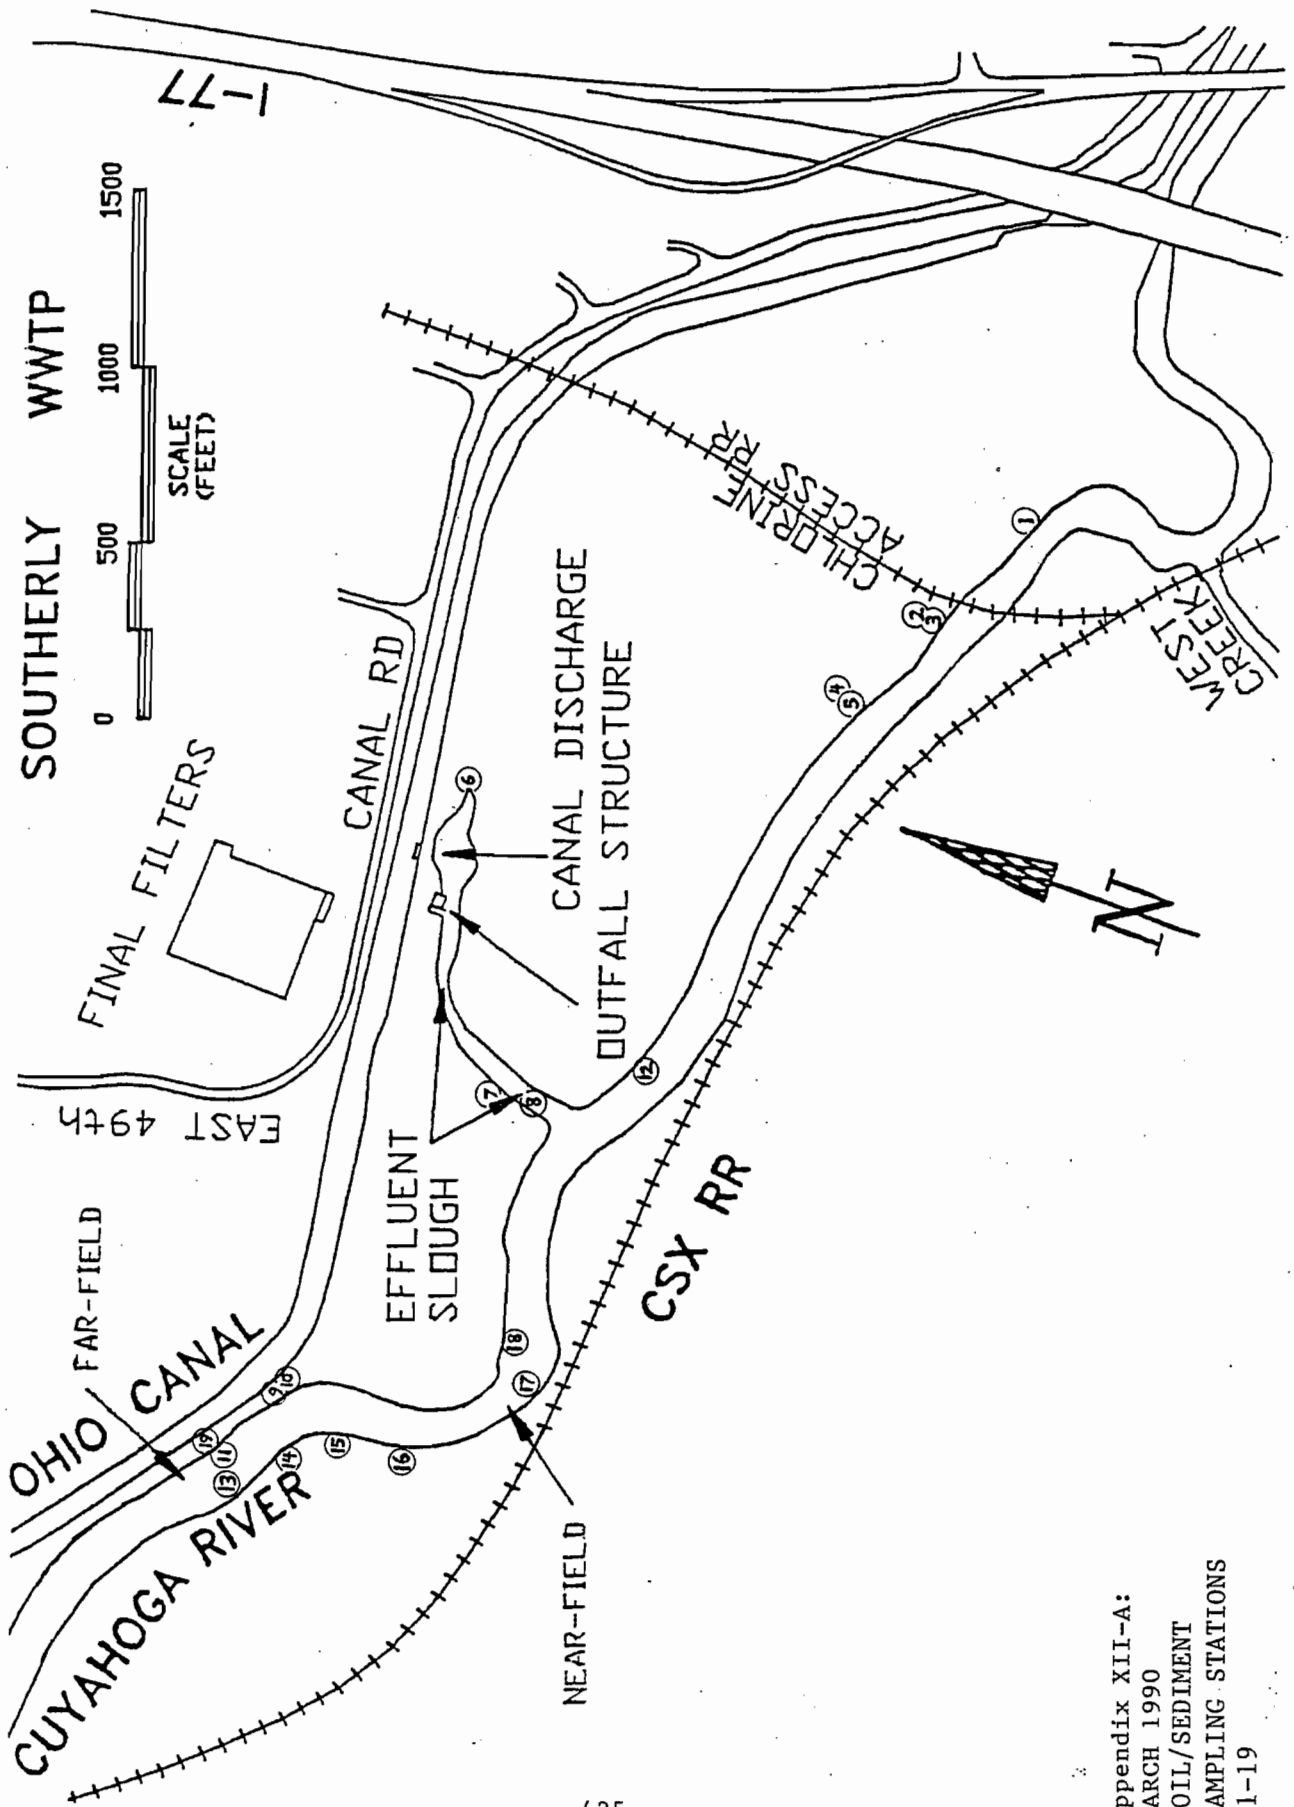 SOUTHERLY WWTP
0 500 1000 1500
SCALE
(FEET)
I-77
FINAL FILTERS
CANAL RD
EAST 49th
FAR-FIELD
OHIO CANAL
CUYAHOGA RIVER
EFFLUENT
SLOUGH
CANAL DISCHARGE
OUTFALL STRUCTURE
CHLORINE
ACCESS RR
WEST
CREEK
CSX RR
NEAR-FIELD
N
1
2
3
4
5
6
7
8
9
10
11
12
13
14
15
16
17
18
19
ppendix XII-A:
ARCH 1990
OIL/SEDIMENT
AMPLING STATIONS
1-19